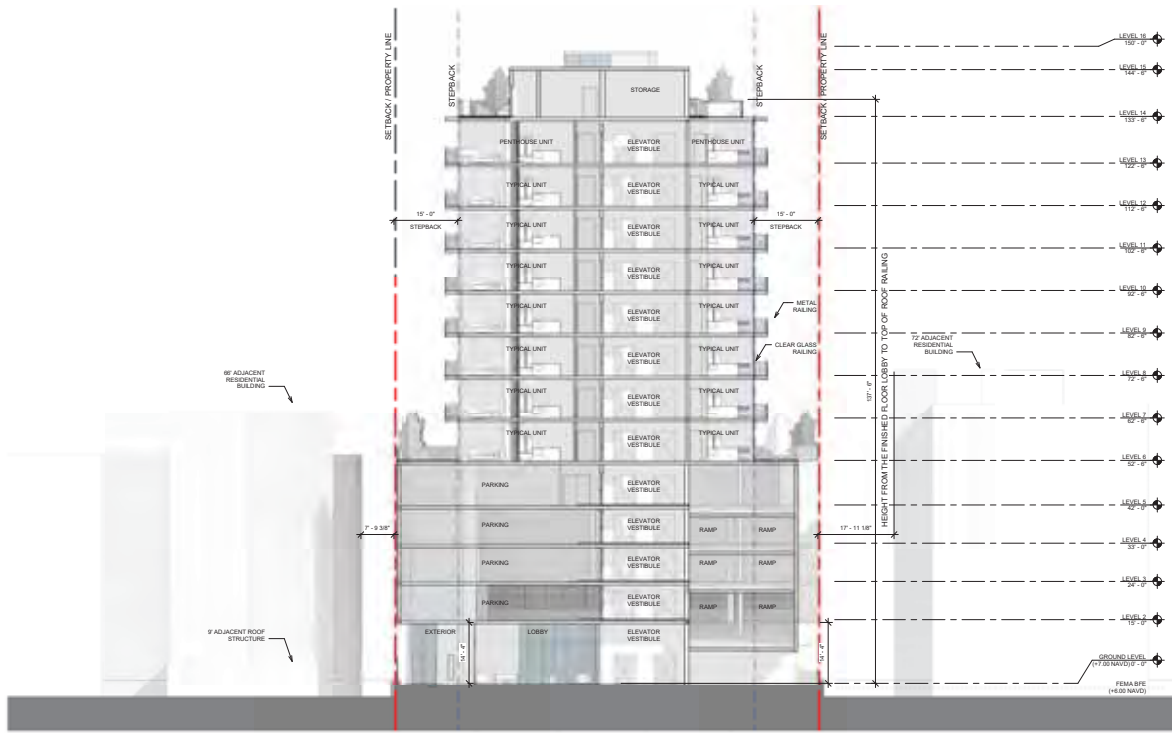 SETBACK / PROPERTY LINE
STEPBACK
STEPBACK
SETBACK / PROPERTY LINE
LEVEL 16
150' - 0"
LEVEL 15
144' - 6"
STORAGE
LEVEL 14
133' - 6"
PENTHOUSE UNIT
ELEVATOR
VESTIBULE
PENTHOUSE UNIT
LEVEL 13
122' - 6"
TYPICAL UNIT
ELEVATOR
VESTIBULE
TYPICAL UNIT
LEVEL 12
112' - 6"
15' - 0"
STEPBACK
TYPICAL UNIT
ELEVATOR
VESTIBULE
TYPICAL UNIT
15' - 0"
STEPBACK
LEVEL 11
102' - 6"
TYPICAL UNIT
ELEVATOR
VESTIBULE
TYPICAL UNIT
LEVEL 10
92' - 6"
TYPICAL UNIT
ELEVATOR
VESTIBULE
TYPICAL UNIT
METAL
RAILING
LEVEL 9
82' - 6"
TYPICAL UNIT
ELEVATOR
VESTIBULE
TYPICAL UNIT
CLEAR GLASS
RAILING
72' ADJACENT
RESIDENTIAL
BUILDING
LEVEL 8
72' - 6"
66' ADJACENT
RESIDENTIAL
BUILDING
TYPICAL UNIT
ELEVATOR
VESTIBULE
TYPICAL UNIT
137' - 6"
HEIGHT FROM THE FINISHED FLOOR LOBBY TO TOP OF ROOF RAILING
LEVEL 7
62' - 6"
TYPICAL UNIT
ELEVATOR
VESTIBULE
TYPICAL UNIT
LEVEL 6
52' - 6"
PARKING
ELEVATOR
VESTIBULE
LEVEL 5
42' - 0"
7' - 9 3/8"
PARKING
ELEVATOR
VESTIBULE
RAMP
RAMP
17' - 11 1/8"
LEVEL 4
33' - 0"
PARKING
ELEVATOR
VESTIBULE
RAMP
RAMP
LEVEL 3
24' - 0"
PARKING
ELEVATOR
VESTIBULE
RAMP
RAMP
LEVEL 2
15' - 0"
9' ADJACENT ROOF
STRUCTURE
EXTERIOR
LOBBY
ELEVATOR
VESTIBULE
14' - 4"
14' - 4"
GROUND LEVEL
(+7.00 NAVD) 0' - 0"
FEMA BFE
(+6.00 NAVD)